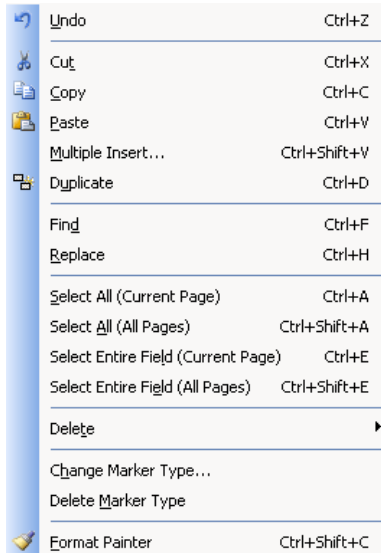 Undo Ctrl+Z
Cut Ctrl+X
Copy Ctrl+C
Paste Ctrl+V
Multiple Insert... Ctrl+Shift+V
Duplicate Ctrl+D
Find Ctrl+F
Replace Ctrl+H
Select All (Current Page) Ctrl+A
Select All (All Pages) Ctrl+Shift+A
Select Entire Field (Current Page) Ctrl+E
Select Entire Field (All Pages) Ctrl+Shift+E
Delete
Change Marker Type...
Delete Marker Type
Format Painter Ctrl+Shift+C